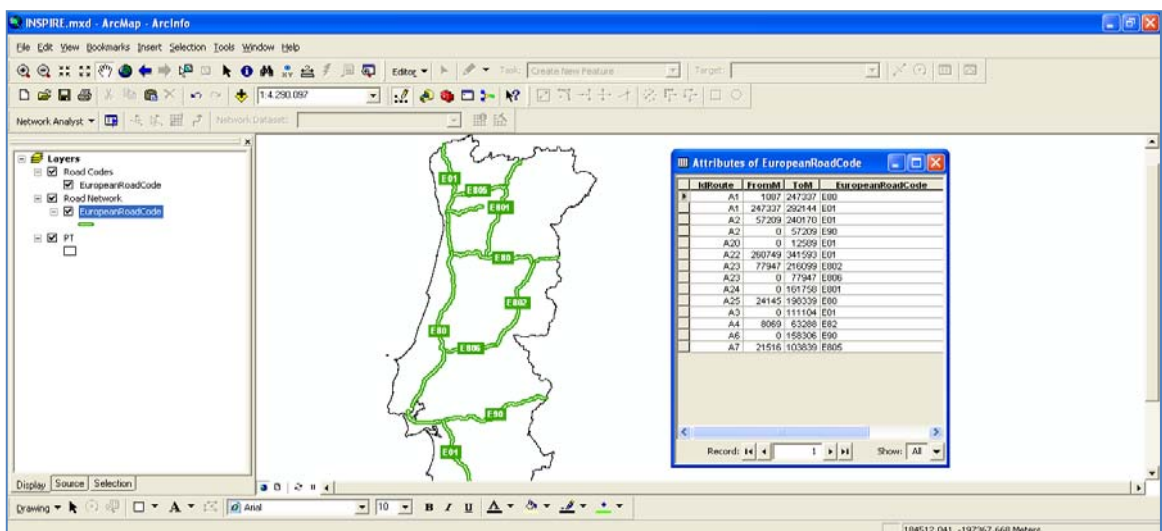 INSPIRE.mxd - ArcMap - ArcInfo
File Edit View Bookmarks Insert Selection Tools Window Help
Editor Task: Create New Feature Target:
1:4.290.097
Network Analyst Network Dataset:
Layers
Road Codes
EuropeanRoadCode
Road Network
EuropeanRoadCode
PT
E01
E805
E801
E80
E802
E80
E806
E90
E01
Attributes of EuropeanRoadCode
IdRoute FromM ToM EuropeanRoadCode
A1 1087 247337 E80
A1 247337 292144 E01
A2 57209 240170 E01
A2 0 57209 E90
A20 0 12589 E01
A22 260749 341593 E01
A23 77947 216099 E802
A23 0 77947 E806
A24 0 161758 E801
A25 24145 198339 E80
A3 0 111104 E01
A4 8069 63288 E82
A6 0 158306 E90
A7 21516 103839 E805
Record: 1 Show: All
Display Source Selection
Drawing A Arial 10 B I U A
184512,041 -197367,668 Meters